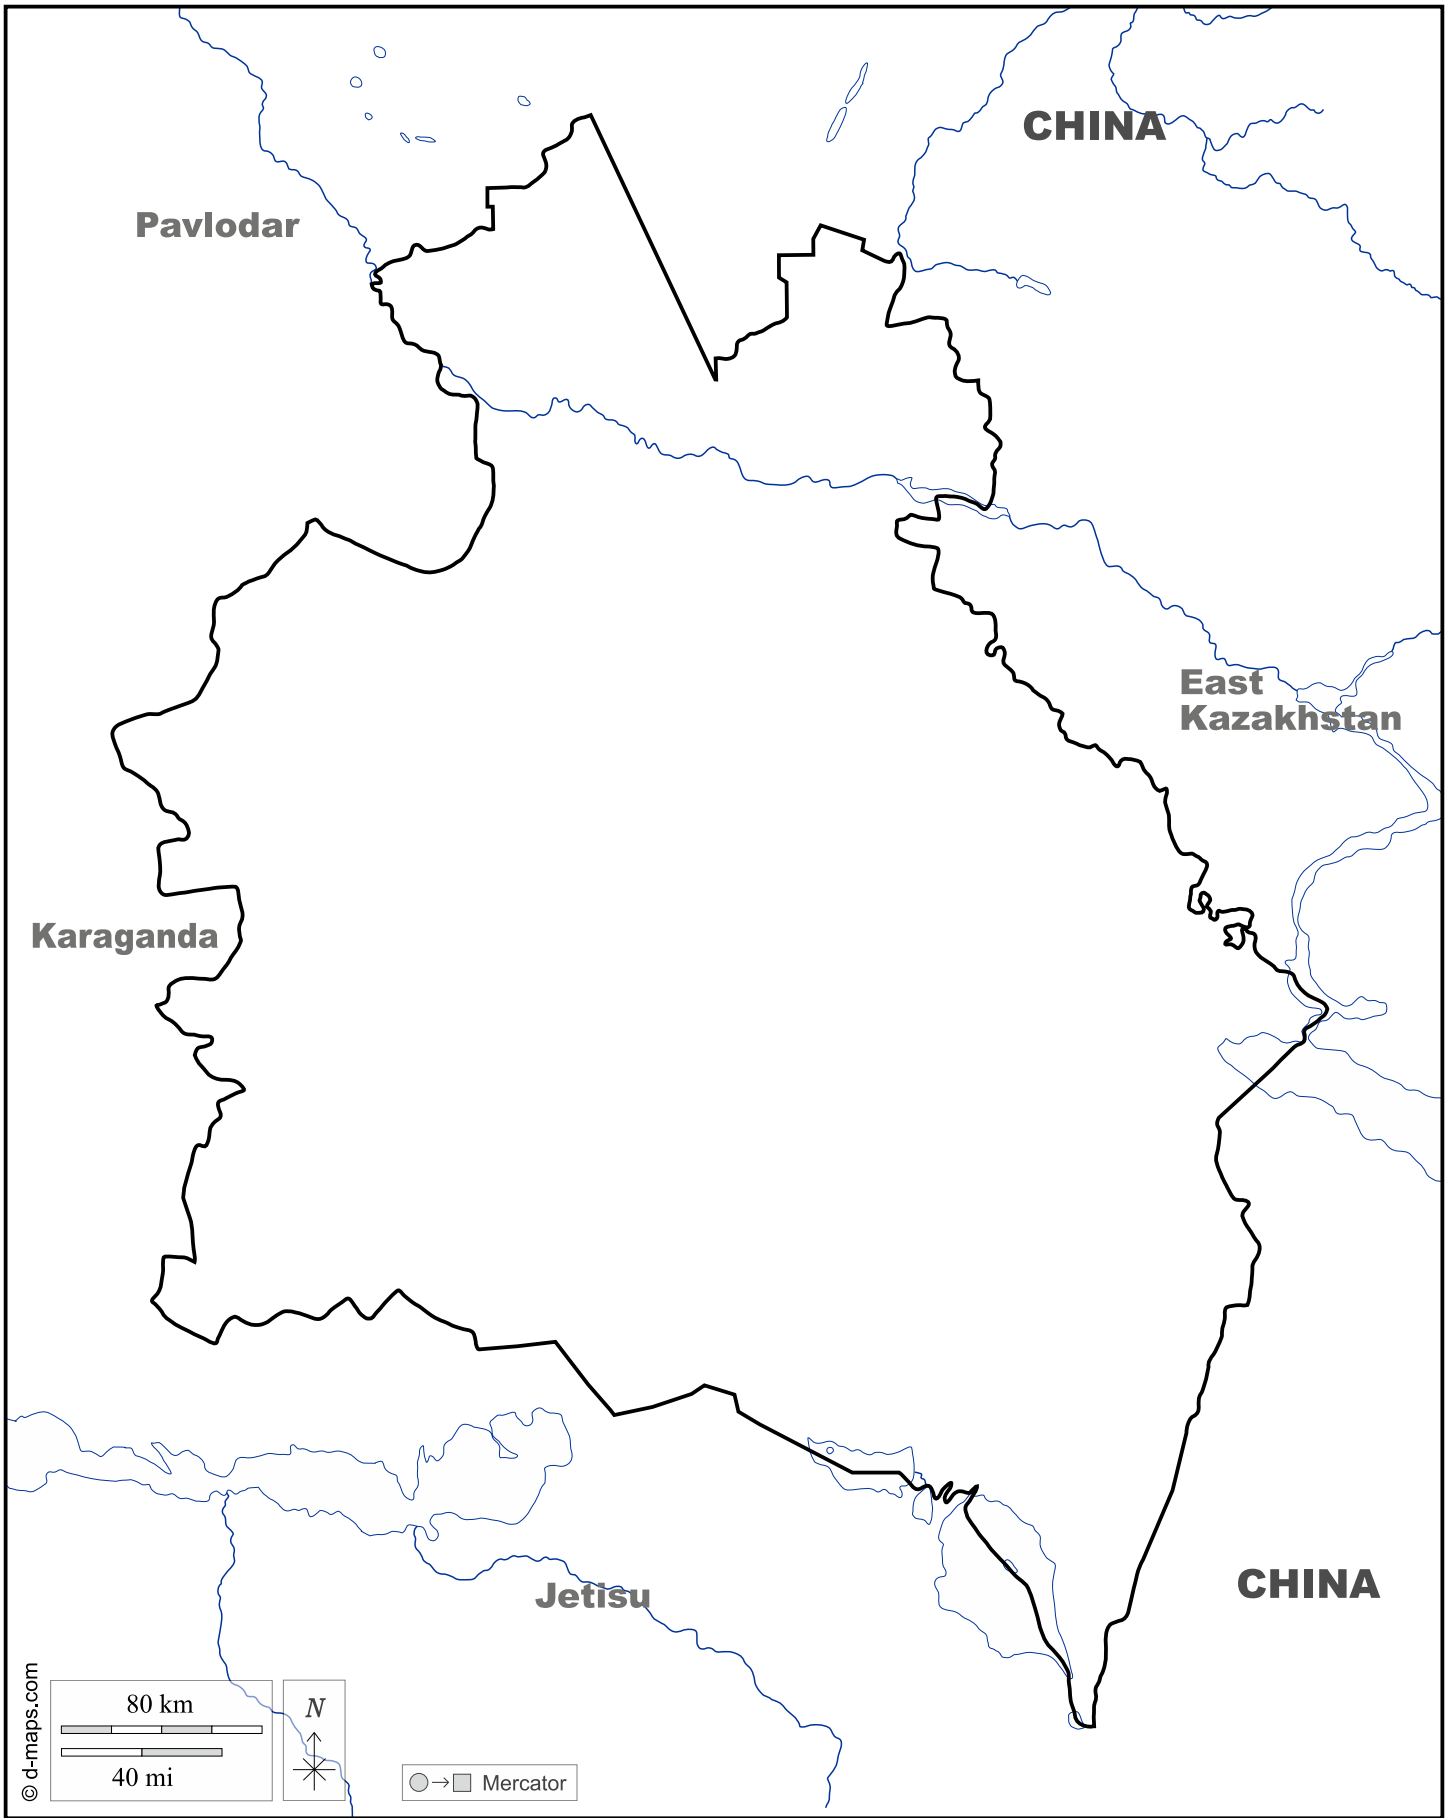 CHINA
Pavlodar
East
Kazakhstan
Karaganda
CHINA
Jetisu
© d-maps.com
80 km
40 mi
N
Mercator